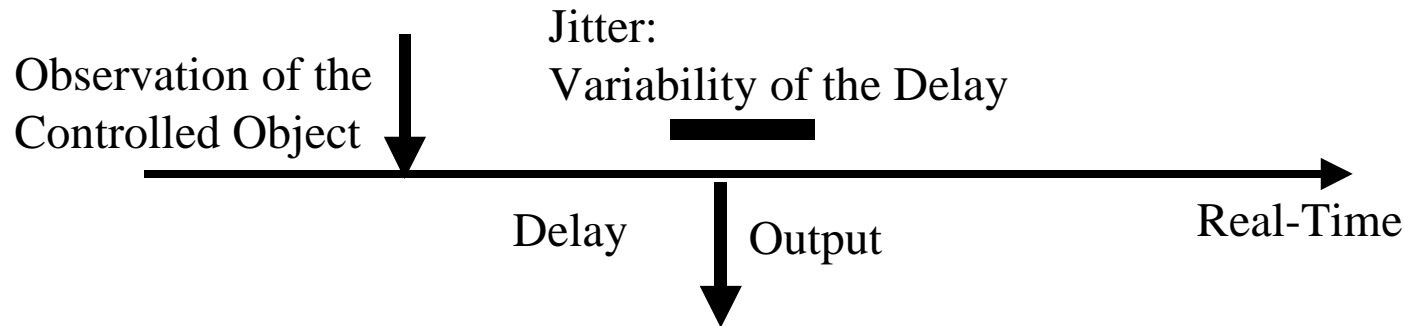 Jitter:
Variability of the Delay
Observation of the
Controlled Object
Delay
Output
Real-Time